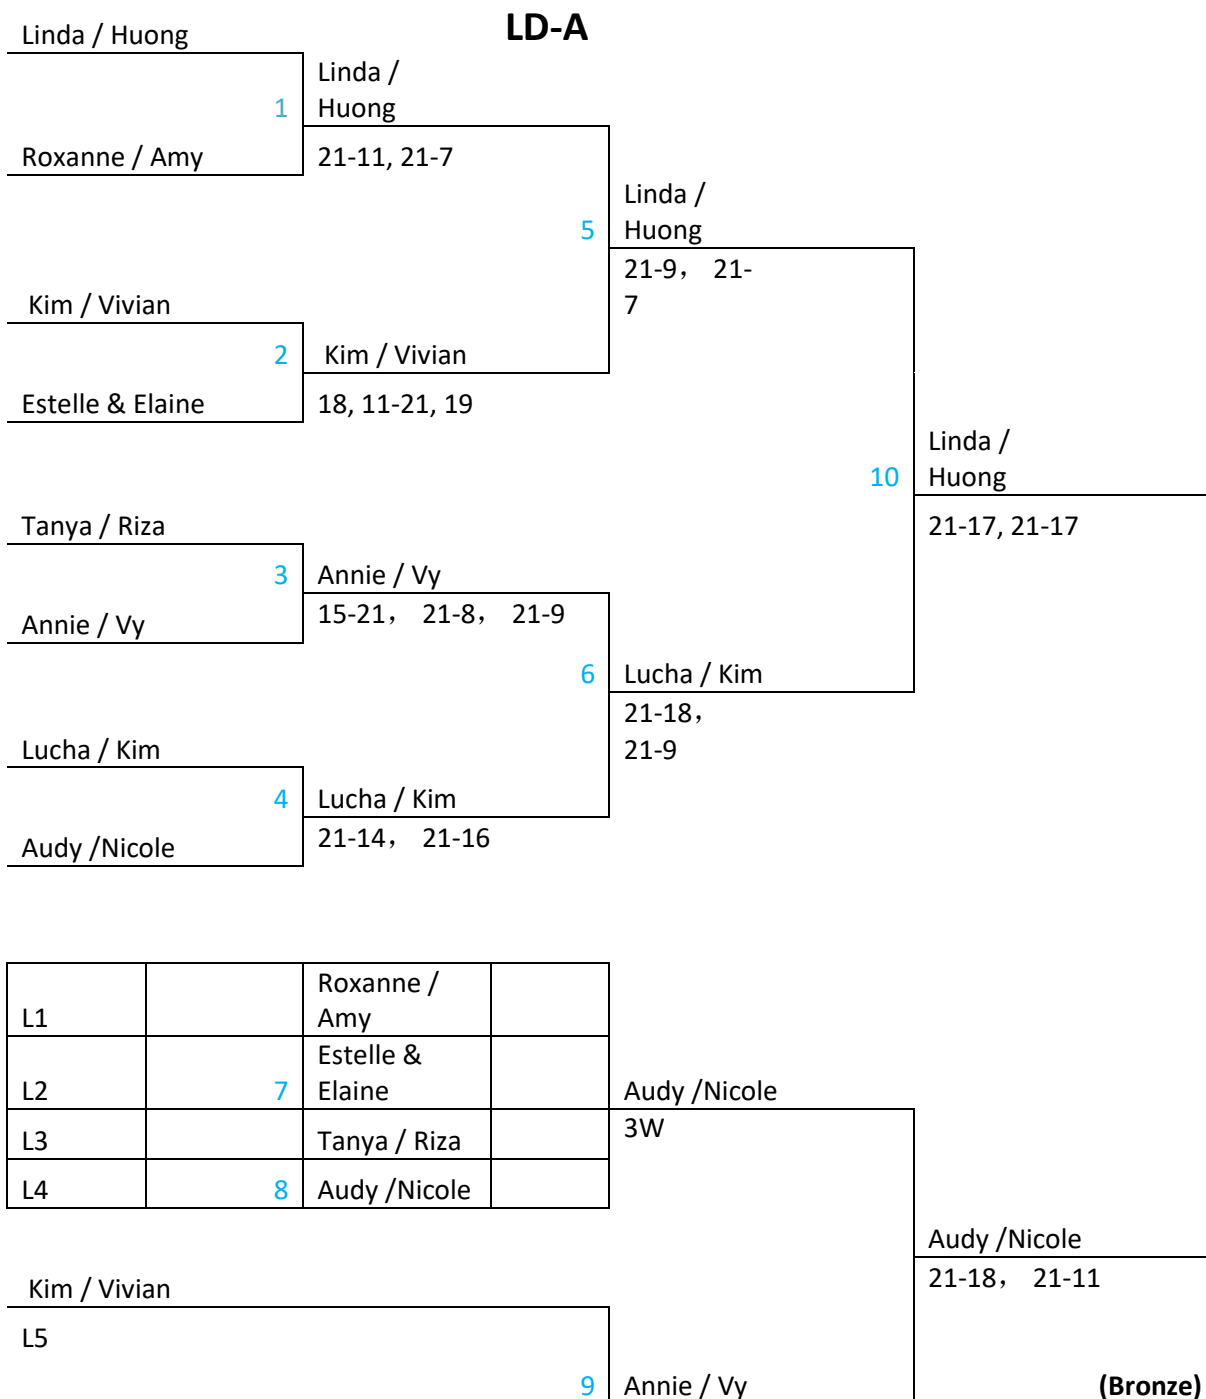 LD-A
Linda / Huong
Linda /
1
Huong
Roxanne / Amy
21-11, 21-7
Linda /
5
Huong
21-9， 21-
7
Kim / Vivian
2
Kim / Vivian
Estelle & Elaine
18, 11-21, 19
Linda /
10
Huong
21-17, 21-17
Tanya / Riza
3
Annie / Vy
15-21， 21-8， 21-9
Annie / Vy
6
Lucha / Kim
21-18，
21-9
Lucha / Kim
4
Lucha / Kim
21-14， 21-16
Audy /Nicole
L1
Roxanne /
Amy
L2
7
Estelle &
Elaine
Audy /Nicole
3W
L3
Tanya / Riza
L4
8
Audy /Nicole
Audy /Nicole
21-18， 21-11
Kim / Vivian
L5
9
Annie / Vy
(Bronze)